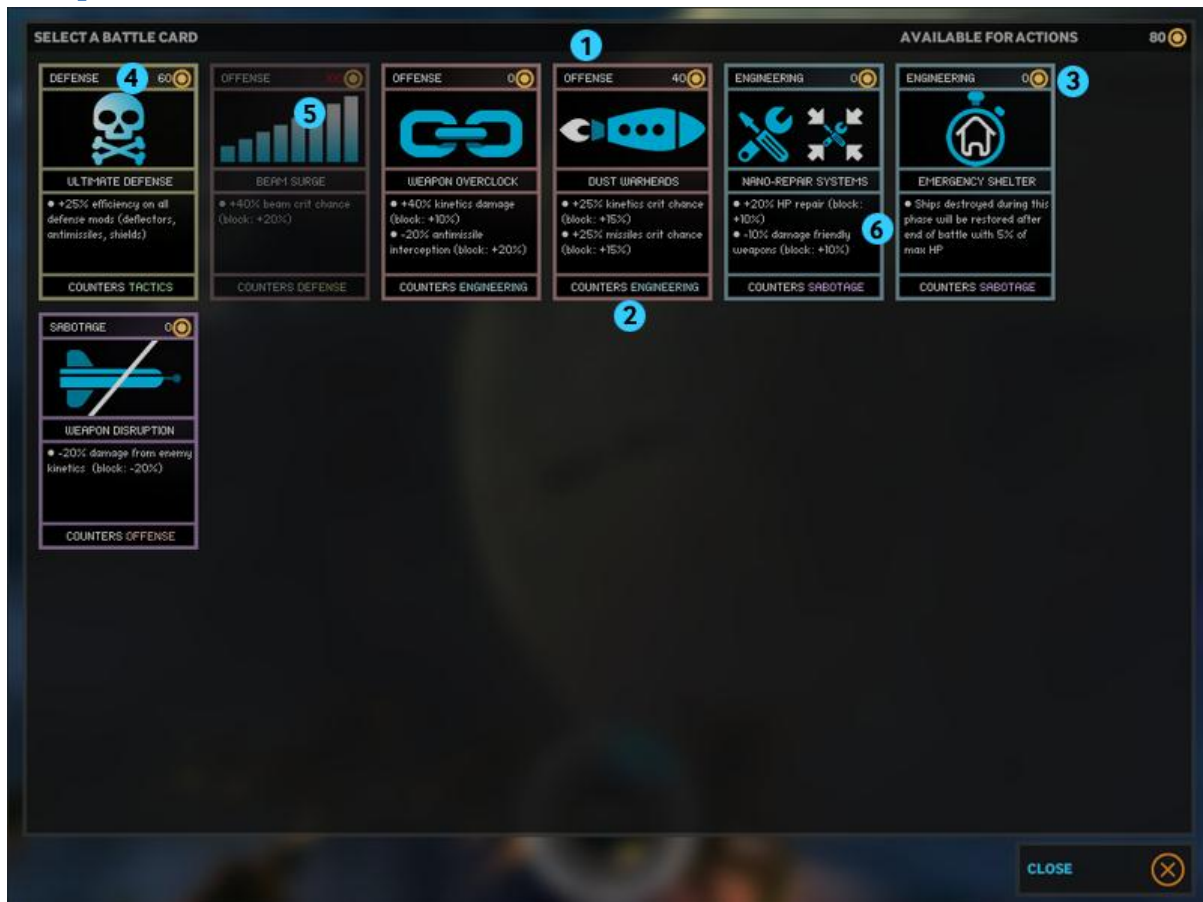 SELECT A BATTLE CARD
AVAILABLE FOR ACTIONS 80
1
DEFENSE 4 60
OFFENSE
5
OFFENSE 0
OFFENSE 40
ENGINEERING 0
ENGINEERING 0
3
ULTIMATE DEFENSE
BEAM SURGE
WEAPON OVERCLOCK
DUST WARHEADS
NANO-REPAIR SYSTEMS
EMERGENCY SHELTER
+25% efficiency on all
defense mods (deflectors,
antimissiles, shields)
+40% beam crit chance
(block: +20%)
+40% kinetics damage
(block: +10%)
-20% antimissile
interception (block: +20%)
+25% kinetics crit chance
(block: +15%)
+25% missiles crit chance
(block: +15%)
+20% HP repair (block:
+10%)
-10% damage friendly
weapons (block: +10%)
6
Ships destroyed during this
phase will be restored after
end of battle with 5% of
max HP
COUNTERS TACTICS
COUNTERS DEFENSE
COUNTERS ENGINEERING
COUNTERS ENGINEERING
COUNTERS SABOTAGE
COUNTERS SABOTAGE
2
SABOTAGE 0
WEAPON DISRUPTION
-20% damage from enemy
kinetics (block: -20%)
COUNTERS OFFENSE
CLOSE